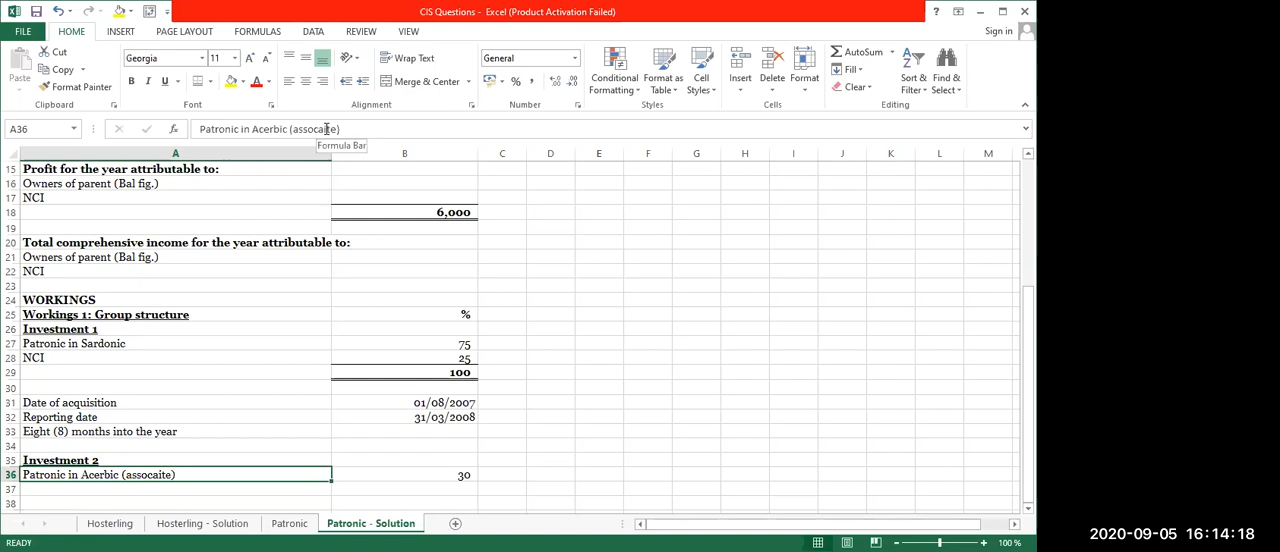 CIS Questions - Excel (Product Activation Failed)
FILE HOME INSERT PAGE LAYOUT FORMULAS DATA REVIEW VIEW Sign in
Paste Cut Copy Format Painter Clipboard
Georgia 11 Font
Wrap Text Merge & Center Alignment
General Number
Conditional Formatting Format as Table Cell Styles Styles
Insert Delete Format Cells
AutoSum Fill Clear Sort & Filter Find & Select Editing
A36 Patronic in Acerbic (assocaite)
Formula Bar
A B C D E F G H I J K L M
15 Profit for the year attributable to:
16 Owners of parent (Bal fig.)
17 NCI
18 6,000
19
20 Total comprehensive income for the year attributable to:
21 Owners of parent (Bal fig.)
22 NCI
23
24 WORKINGS
25 Workings 1: Group structure %
26 Investment 1
27 Patronic in Sardonic 75
28 NCI 25
29 100
30
31 Date of acquisition 01/08/2007
32 Reporting date 31/03/2008
33 Eight (8) months into the year
34
35 Investment 2
36 Patronic in Acerbic (assocaite) 30
37
38
Hosterling Hosterling - Solution Patronic Patronic - Solution
READY 100 %
2020-09-05 16:14:18